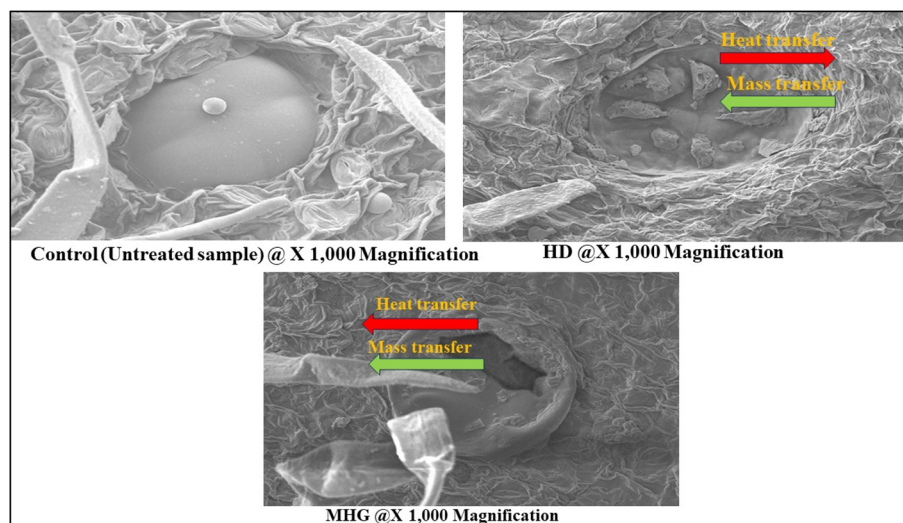 Heat transfer
Mass transfer
Control (Untreated sample) @ X 1,000 Magnification
HD @X 1,000 Magnification
Heat transfer
Mass transfer
MHG @X 1,000 Magnification